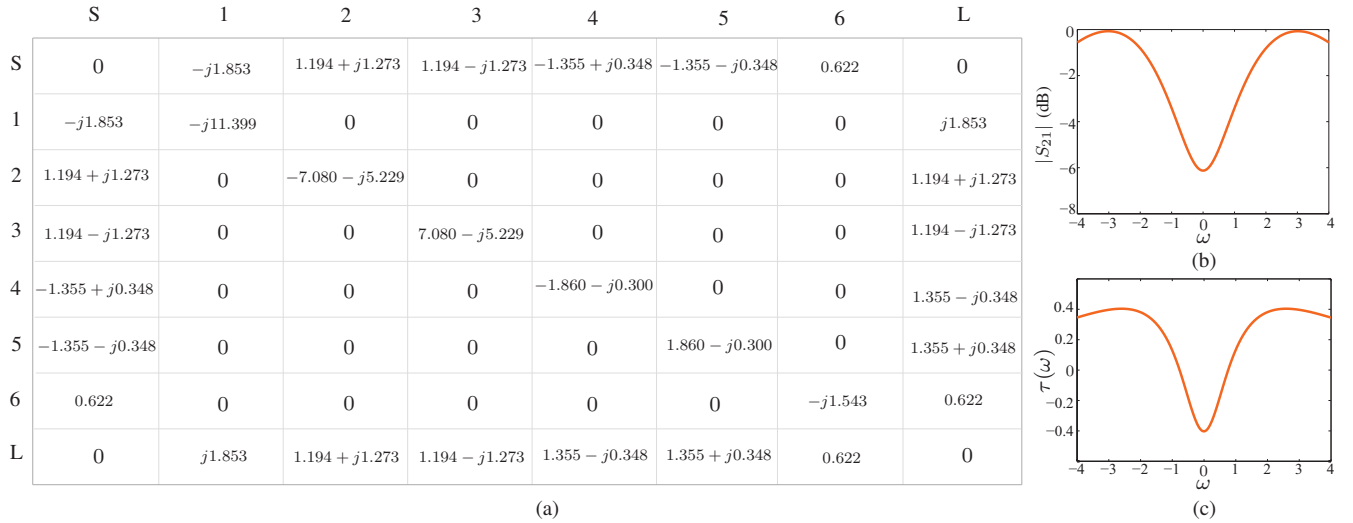 S 1 2 3 4 5 6 L
S 0 −j1.853 1.194 + j1.273 1.194 − j1.273 −1.355 + j0.348 −1.355 − j0.348 0.622 0
1 −j1.853 −j11.399 0 0 0 0 0 j1.853
2 1.194 + j1.273 0 −7.080 − j5.229 0 0 0 0 1.194 + j1.273
3 1.194 − j1.273 0 0 7.080 − j5.229 0 0 0 1.194 − j1.273
4 −1.355 + j0.348 0 0 0 −1.860 − j0.300 0 0 1.355 − j0.348
5 −1.355 − j0.348 0 0 0 0 1.860 − j0.300 0 1.355 + j0.348
6 0.622 0 0 0 0 0 −j1.543 0.622
L 0 j1.853 1.194 + j1.273 1.194 − j1.273 1.355 − j0.348 1.355 + j0.348 0.622 0
(a)
|S21| (dB)
0
−2
−4
−6
−8
−4 −3 −2 −1 0 1 2 3 4
ω
(b)
τ(ω)
0.4
0.2
0
−0.2
−0.4
−4 −3 −2 −1 0 1 2 3 4
ω
(c)